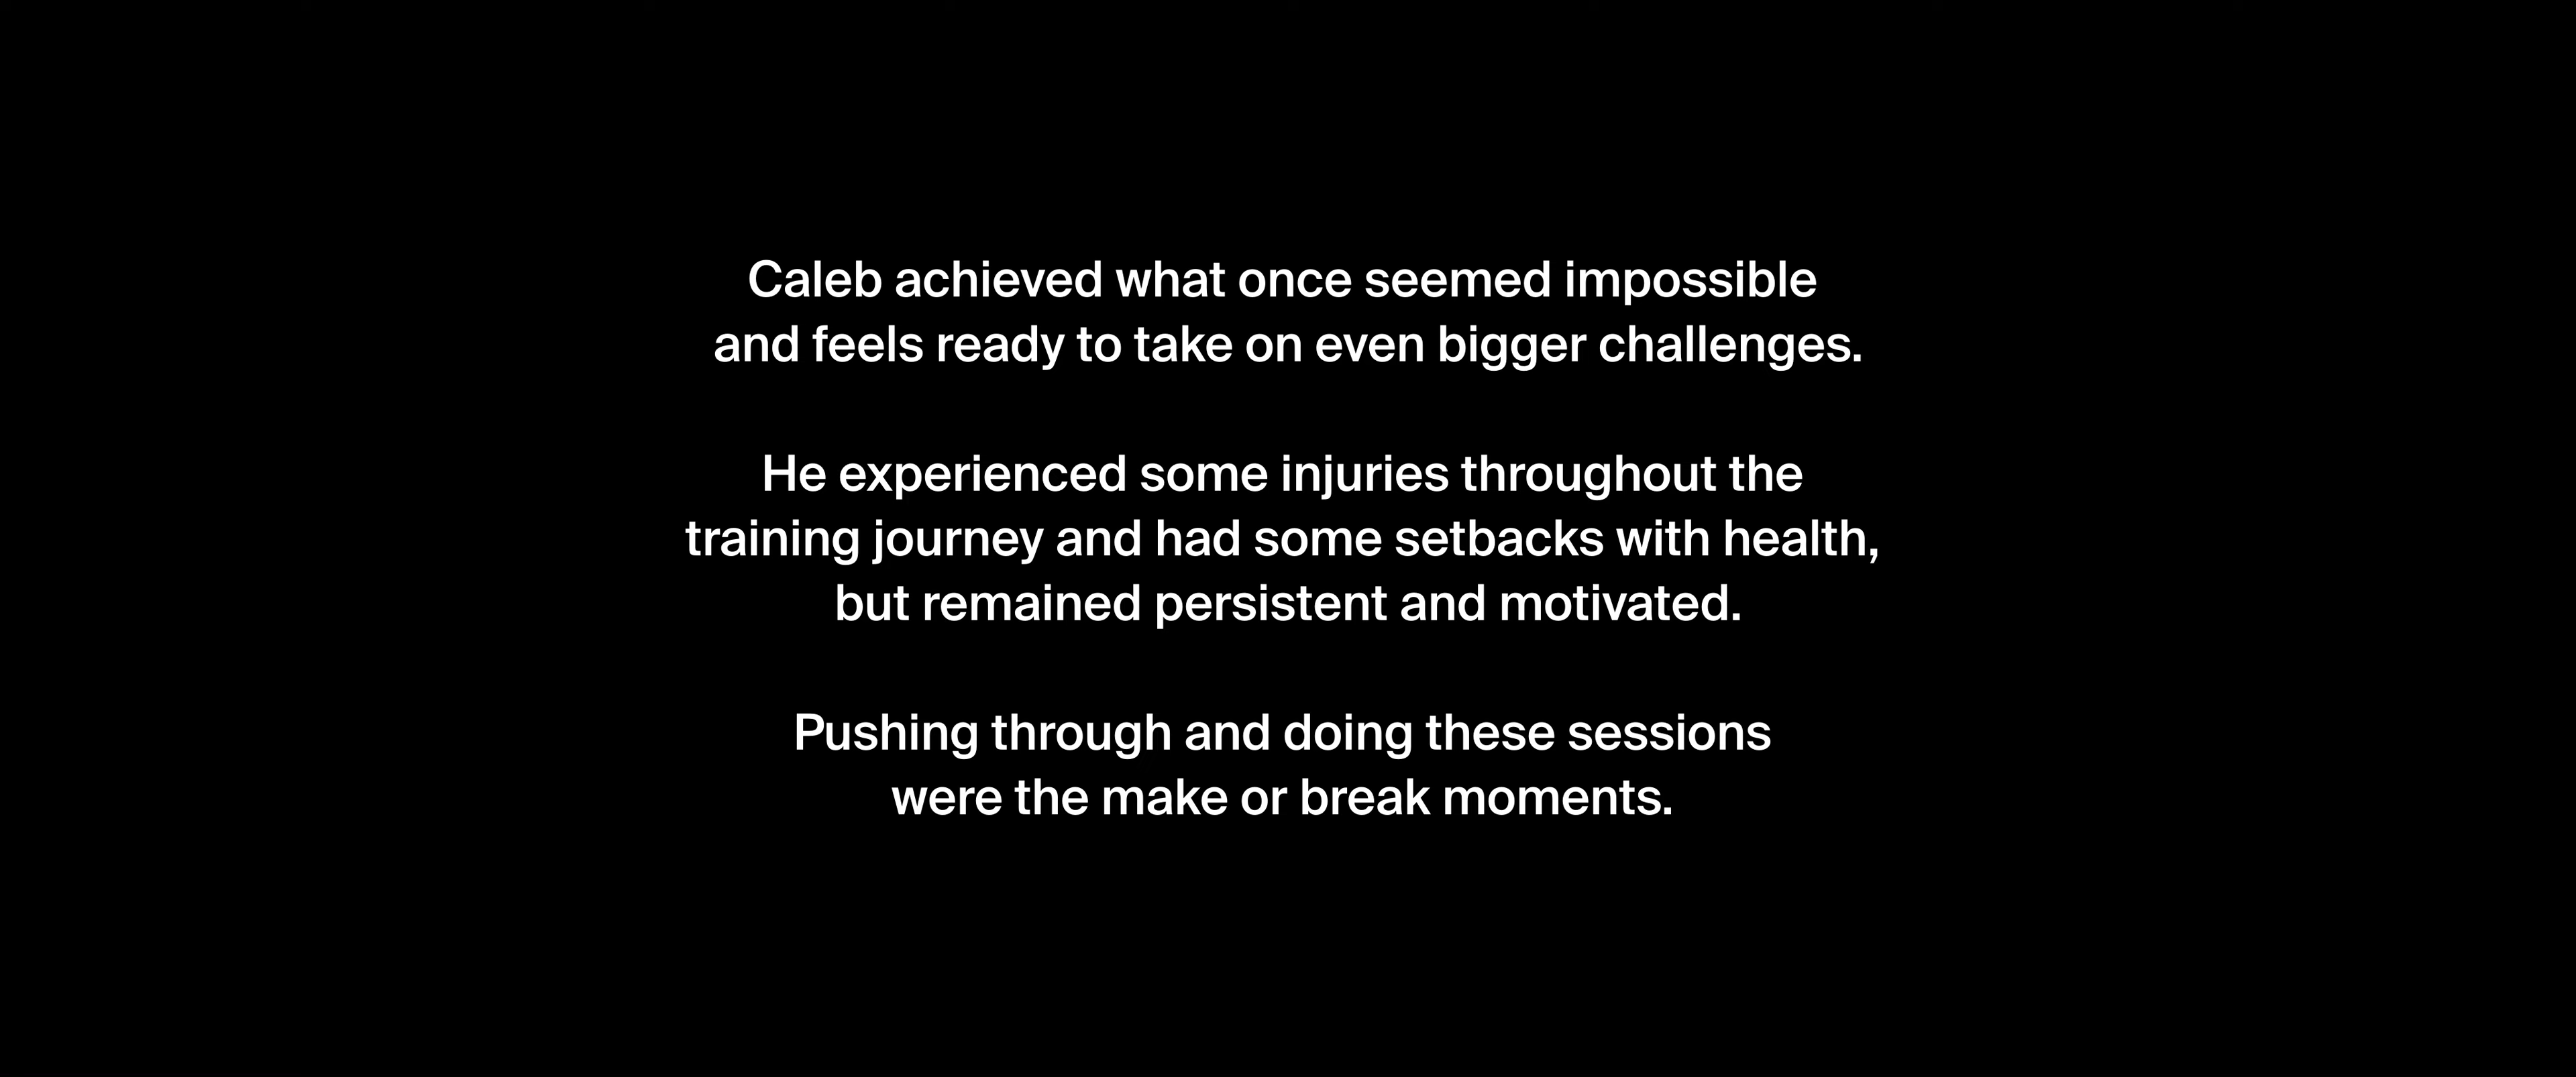 Caleb achieved what once seemed impossible
and feels ready to take on even bigger challenges.
He experienced some injuries throughout the
training journey and had some setbacks with health,
but remained persistent and motivated.
Pushing through and doing these sessions
were the make or break moments.